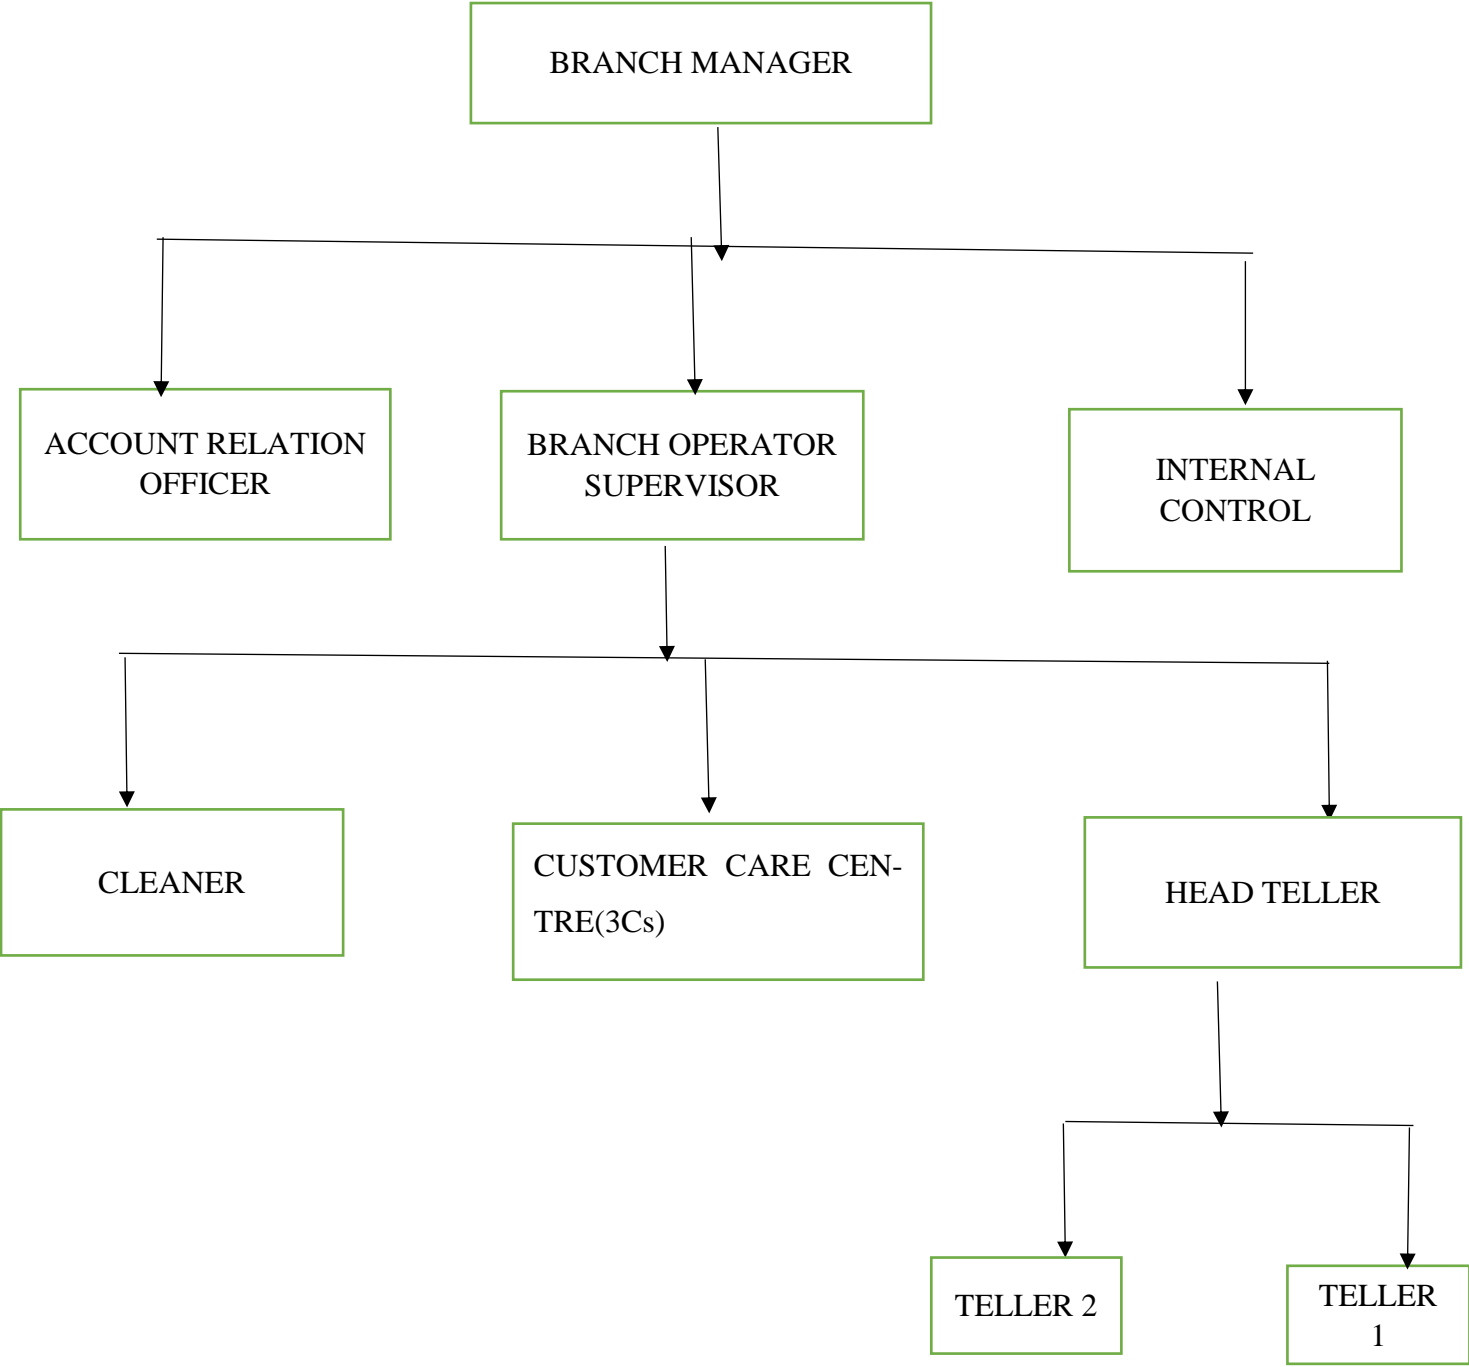 BRANCH MANAGER
ACCOUNT RELATION
OFFICER
BRANCH OPERATOR
SUPERVISOR
INTERNAL
CONTROL
CLEANER
CUSTOMER CARE CEN-
TRE(3Cs)
HEAD TELLER
TELLER 2
TELLER
1